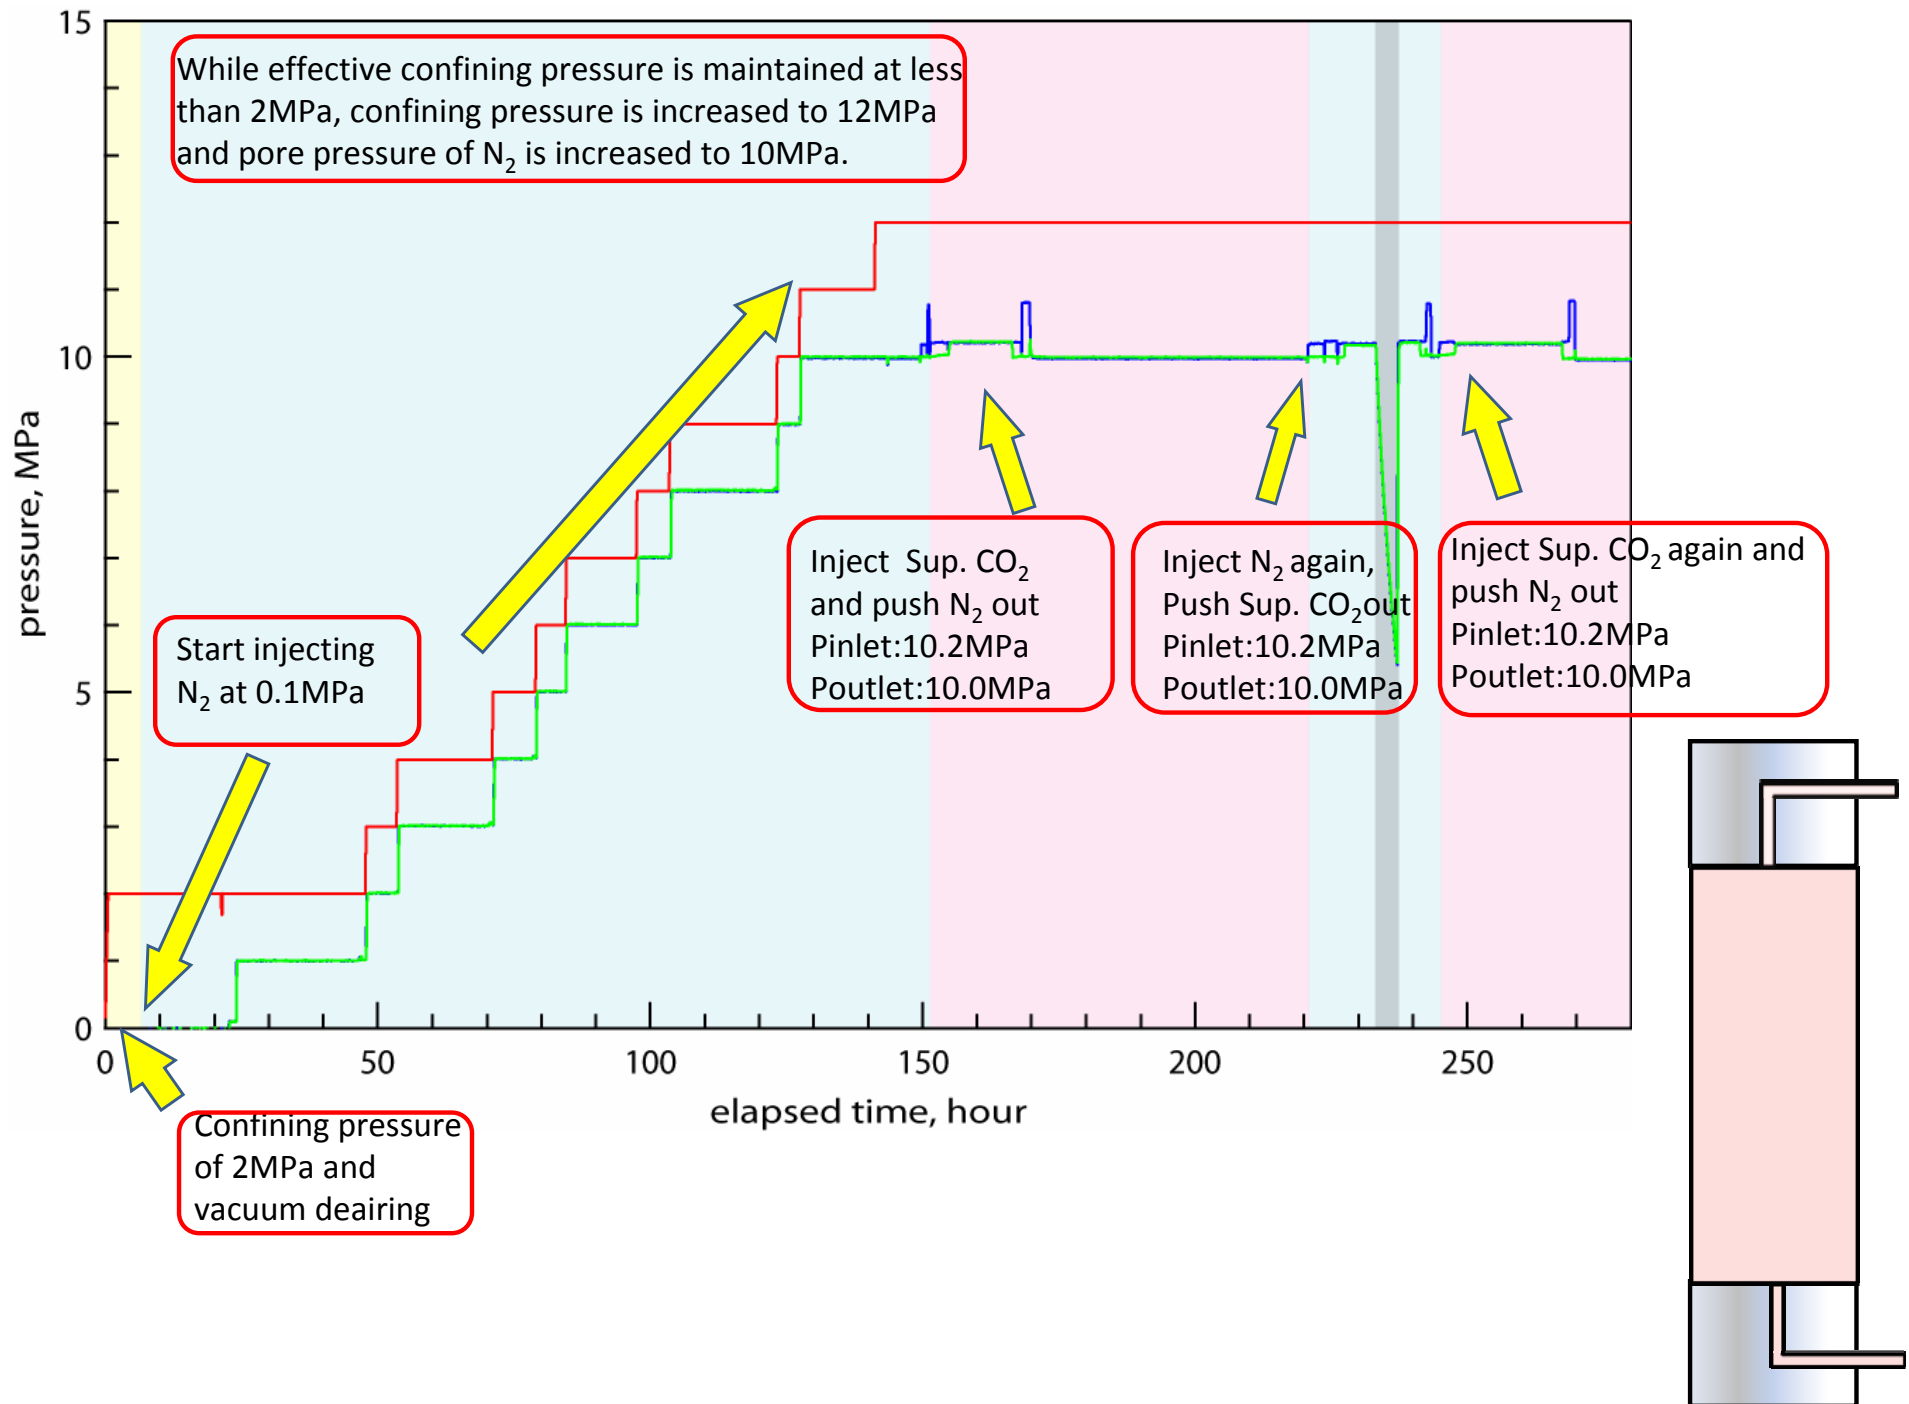 15
While effective confining pressure is maintained at less
than 2MPa, confining pressure is increased to 12MPa
and pore pressure of N2 is increased to 10MPa.
10
pressure, MPa
Inject Sup. CO2
and push N2 out
Pinlet:10.2MPa
Poutlet:10.0MPa
Inject N2 again,
Push Sup. CO2out
Pinlet:10.2MPa
Poutlet:10.0MPa
Inject Sup. CO2 again and
push N2 out
Pinlet:10.2MPa
Poutlet:10.0MPa
Start injecting
N2 at 0.1MPa
5
0
0 50 100 150 200 250
elapsed time, hour
Confining pressure
of 2MPa and
vacuum deairing